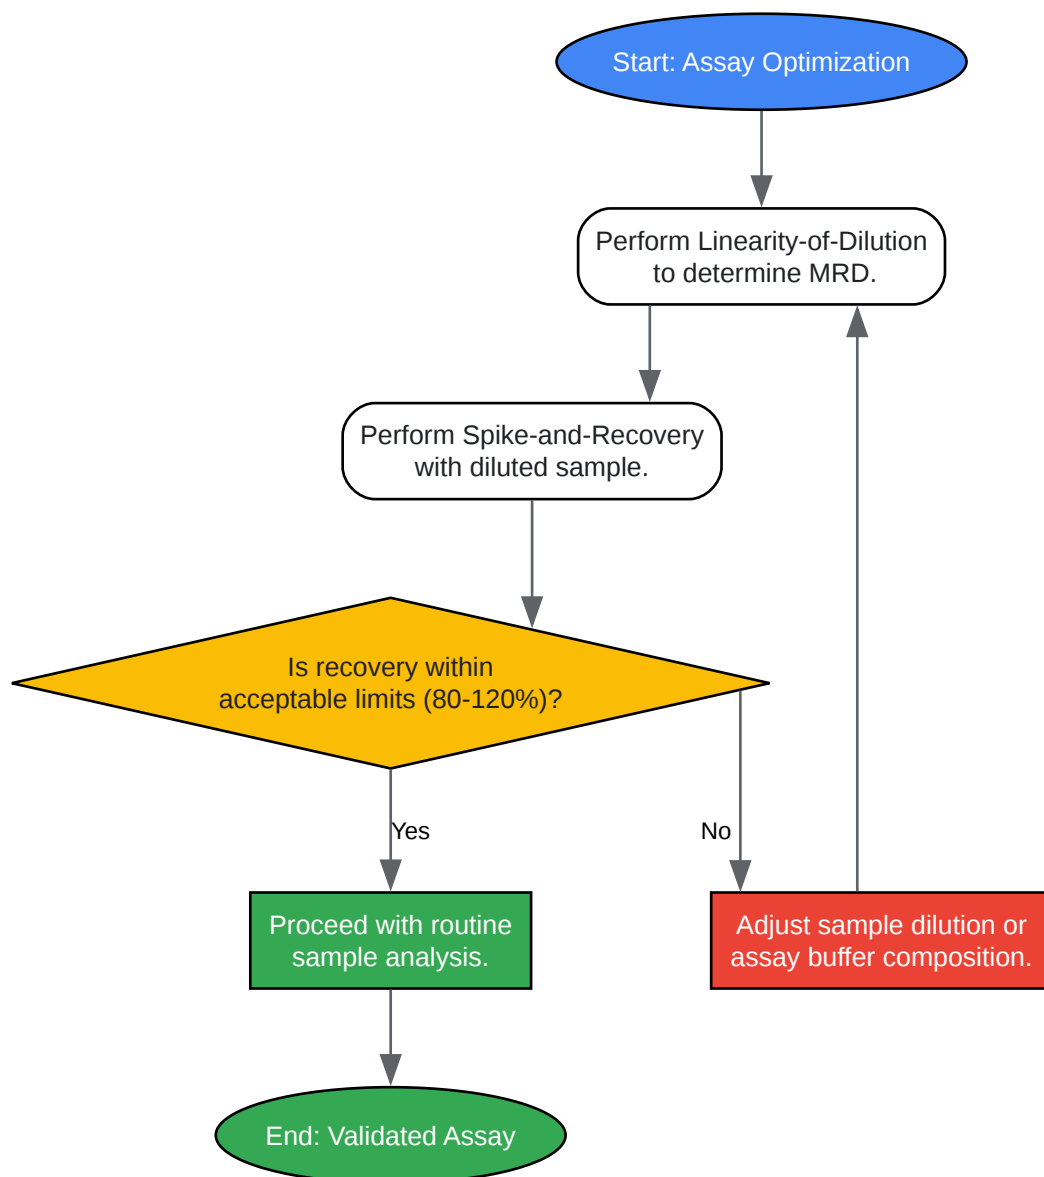 Start: Assay Optimization
Perform Linearity-of-Dilution
to determine MRD.
Perform Spike-and-Recovery
with diluted sample.
Is recovery within
acceptable limits (80-120%)?
Yes
No
Proceed with routine
sample analysis.
Adjust sample dilution or
assay buffer composition.
End: Validated Assay